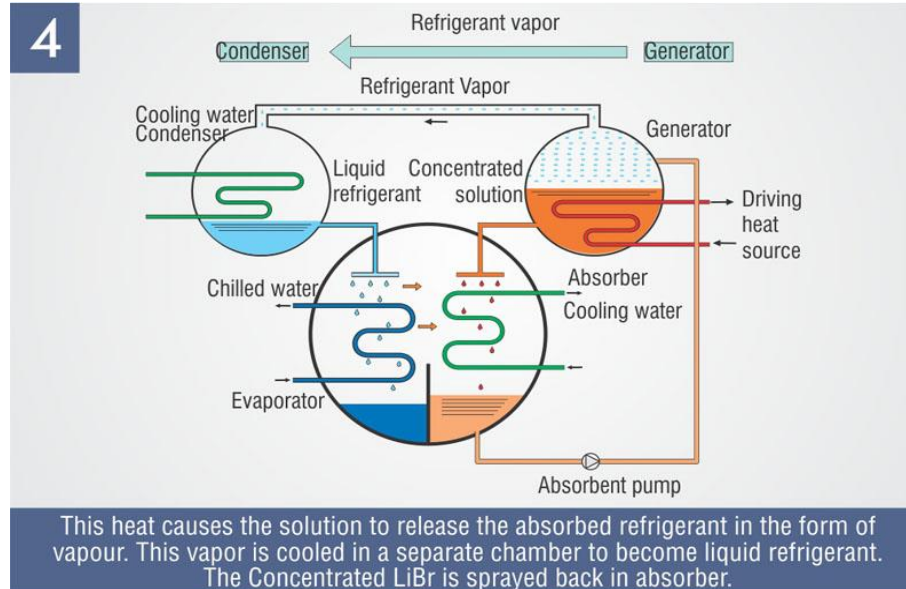 4
Refrigerant vapor
Condenser
Generator
Refrigerant Vapor
Cooling water
Condenser
Generator
Liquid
refrigerant
Concentrated
solution
Driving
heat
source
Chilled water
Absorber
Cooling water
Evaporator
Absorbent pump
This heat causes the solution to release the absorbed refrigerant in the form of
vapour. This vapor is cooled in a separate chamber to become liquid refrigerant.
The Concentrated LiBr is sprayed back in absorber.